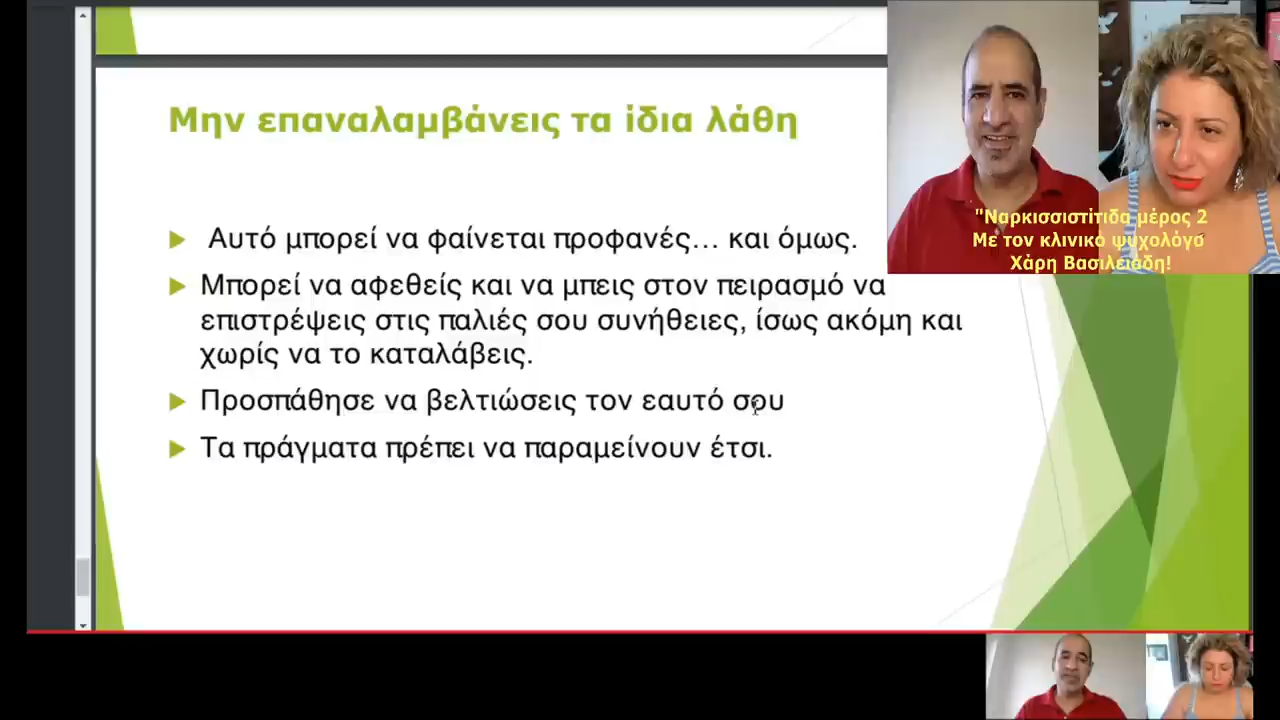 Μην επαναλαμβάνεις τα ίδια λάθη
Αυτό μπορεί να φαίνεται προφανές... και όμως.
Μπορεί να αφεθείς και να μπεις στον πειρασμό να
επιστρέψεις στις παλιές σου συνήθειες, ίσως ακόμη και
χωρίς να το καταλάβεις.
Προσπάθησε να βελτιώσεις τον εαυτό σου
Τα πράγματα πρέπει να παραμείνουν έτσι.
"Ναρκισσιστίτιδα μέρος 2
Με τον κλινικό ψυχολόγο
Χάρη Βασιλειάδη!